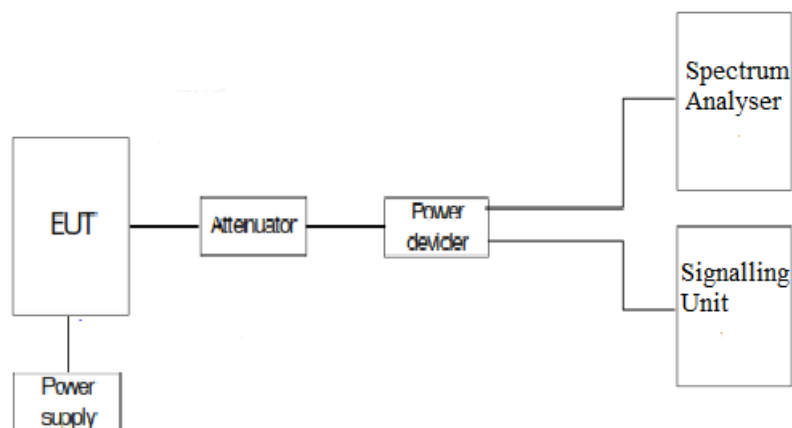 Spectrum
Analyser
EUT
Attenuator
Power
devider
Signalling
Unit
Power
supply